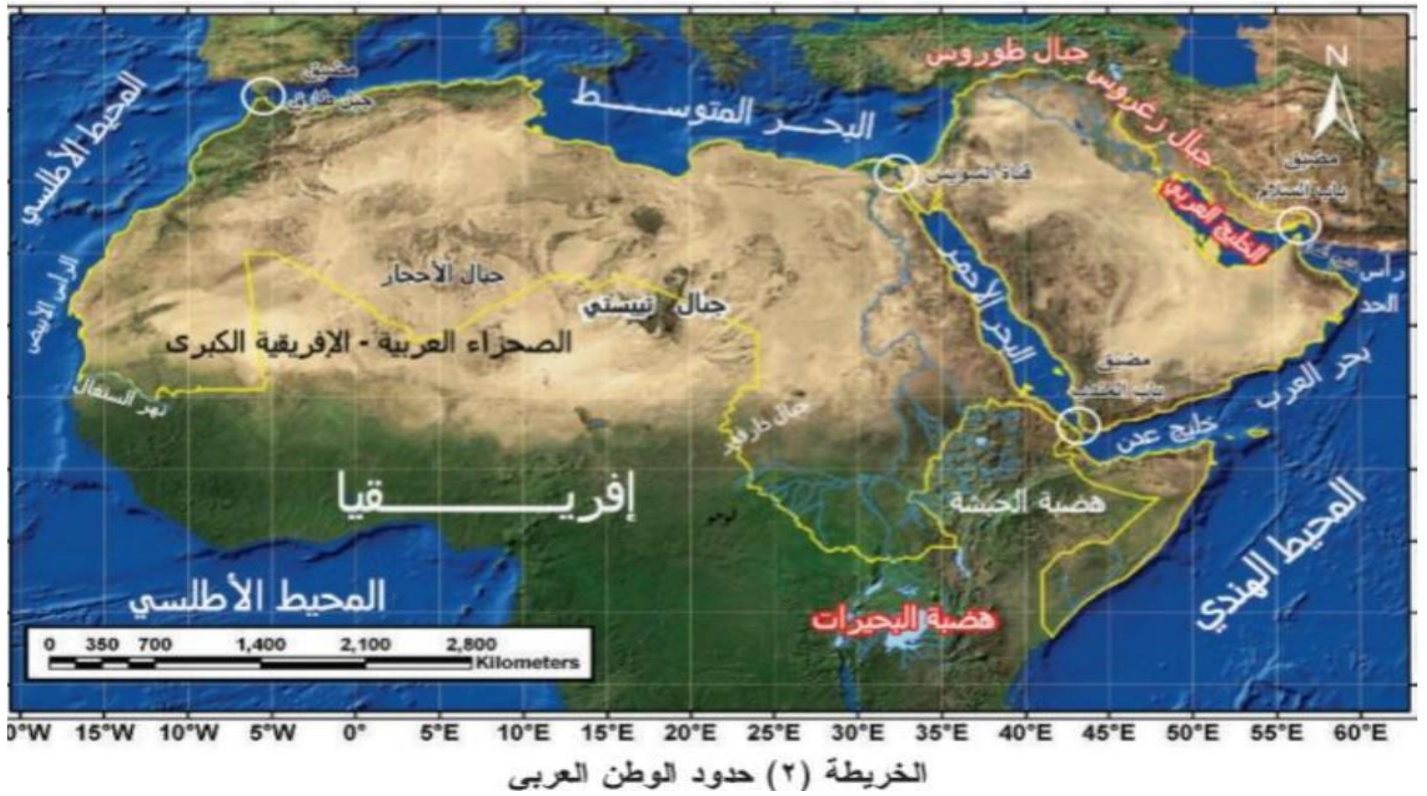 جبال طوروس
جبال زغروس
N
مضيق
جبل طارق
المحيط الأطلسي
البحـــر المتوســـــط
قناة السويس
مضيق
باب السلام
الخليج العربي
رأس
الحد
جبال الأحجار
جبال تيبستي
الرأس الأبيض
البحر الأحمر
الصحراء العربية - الإفريقية الكبرى
مضيق
باب المندب
بحر العرب
نهر السنغال
جبال دارفور
خليج عدن
إفريـــــــــقيا
هضبة الحبشة
المحيط الهندي
المحيط الأطلسي
هضبة البحيرات
0 350 700 1,400 2,100 2,800
Kilometers
0°W 15°W 10°W 5°W 0° 5°E 10°E 15°E 20°E 25°E 30°E 35°E 40°E 45°E 50°E 55°E 60°E
الخريطة (٢) حدود الوطن العربي